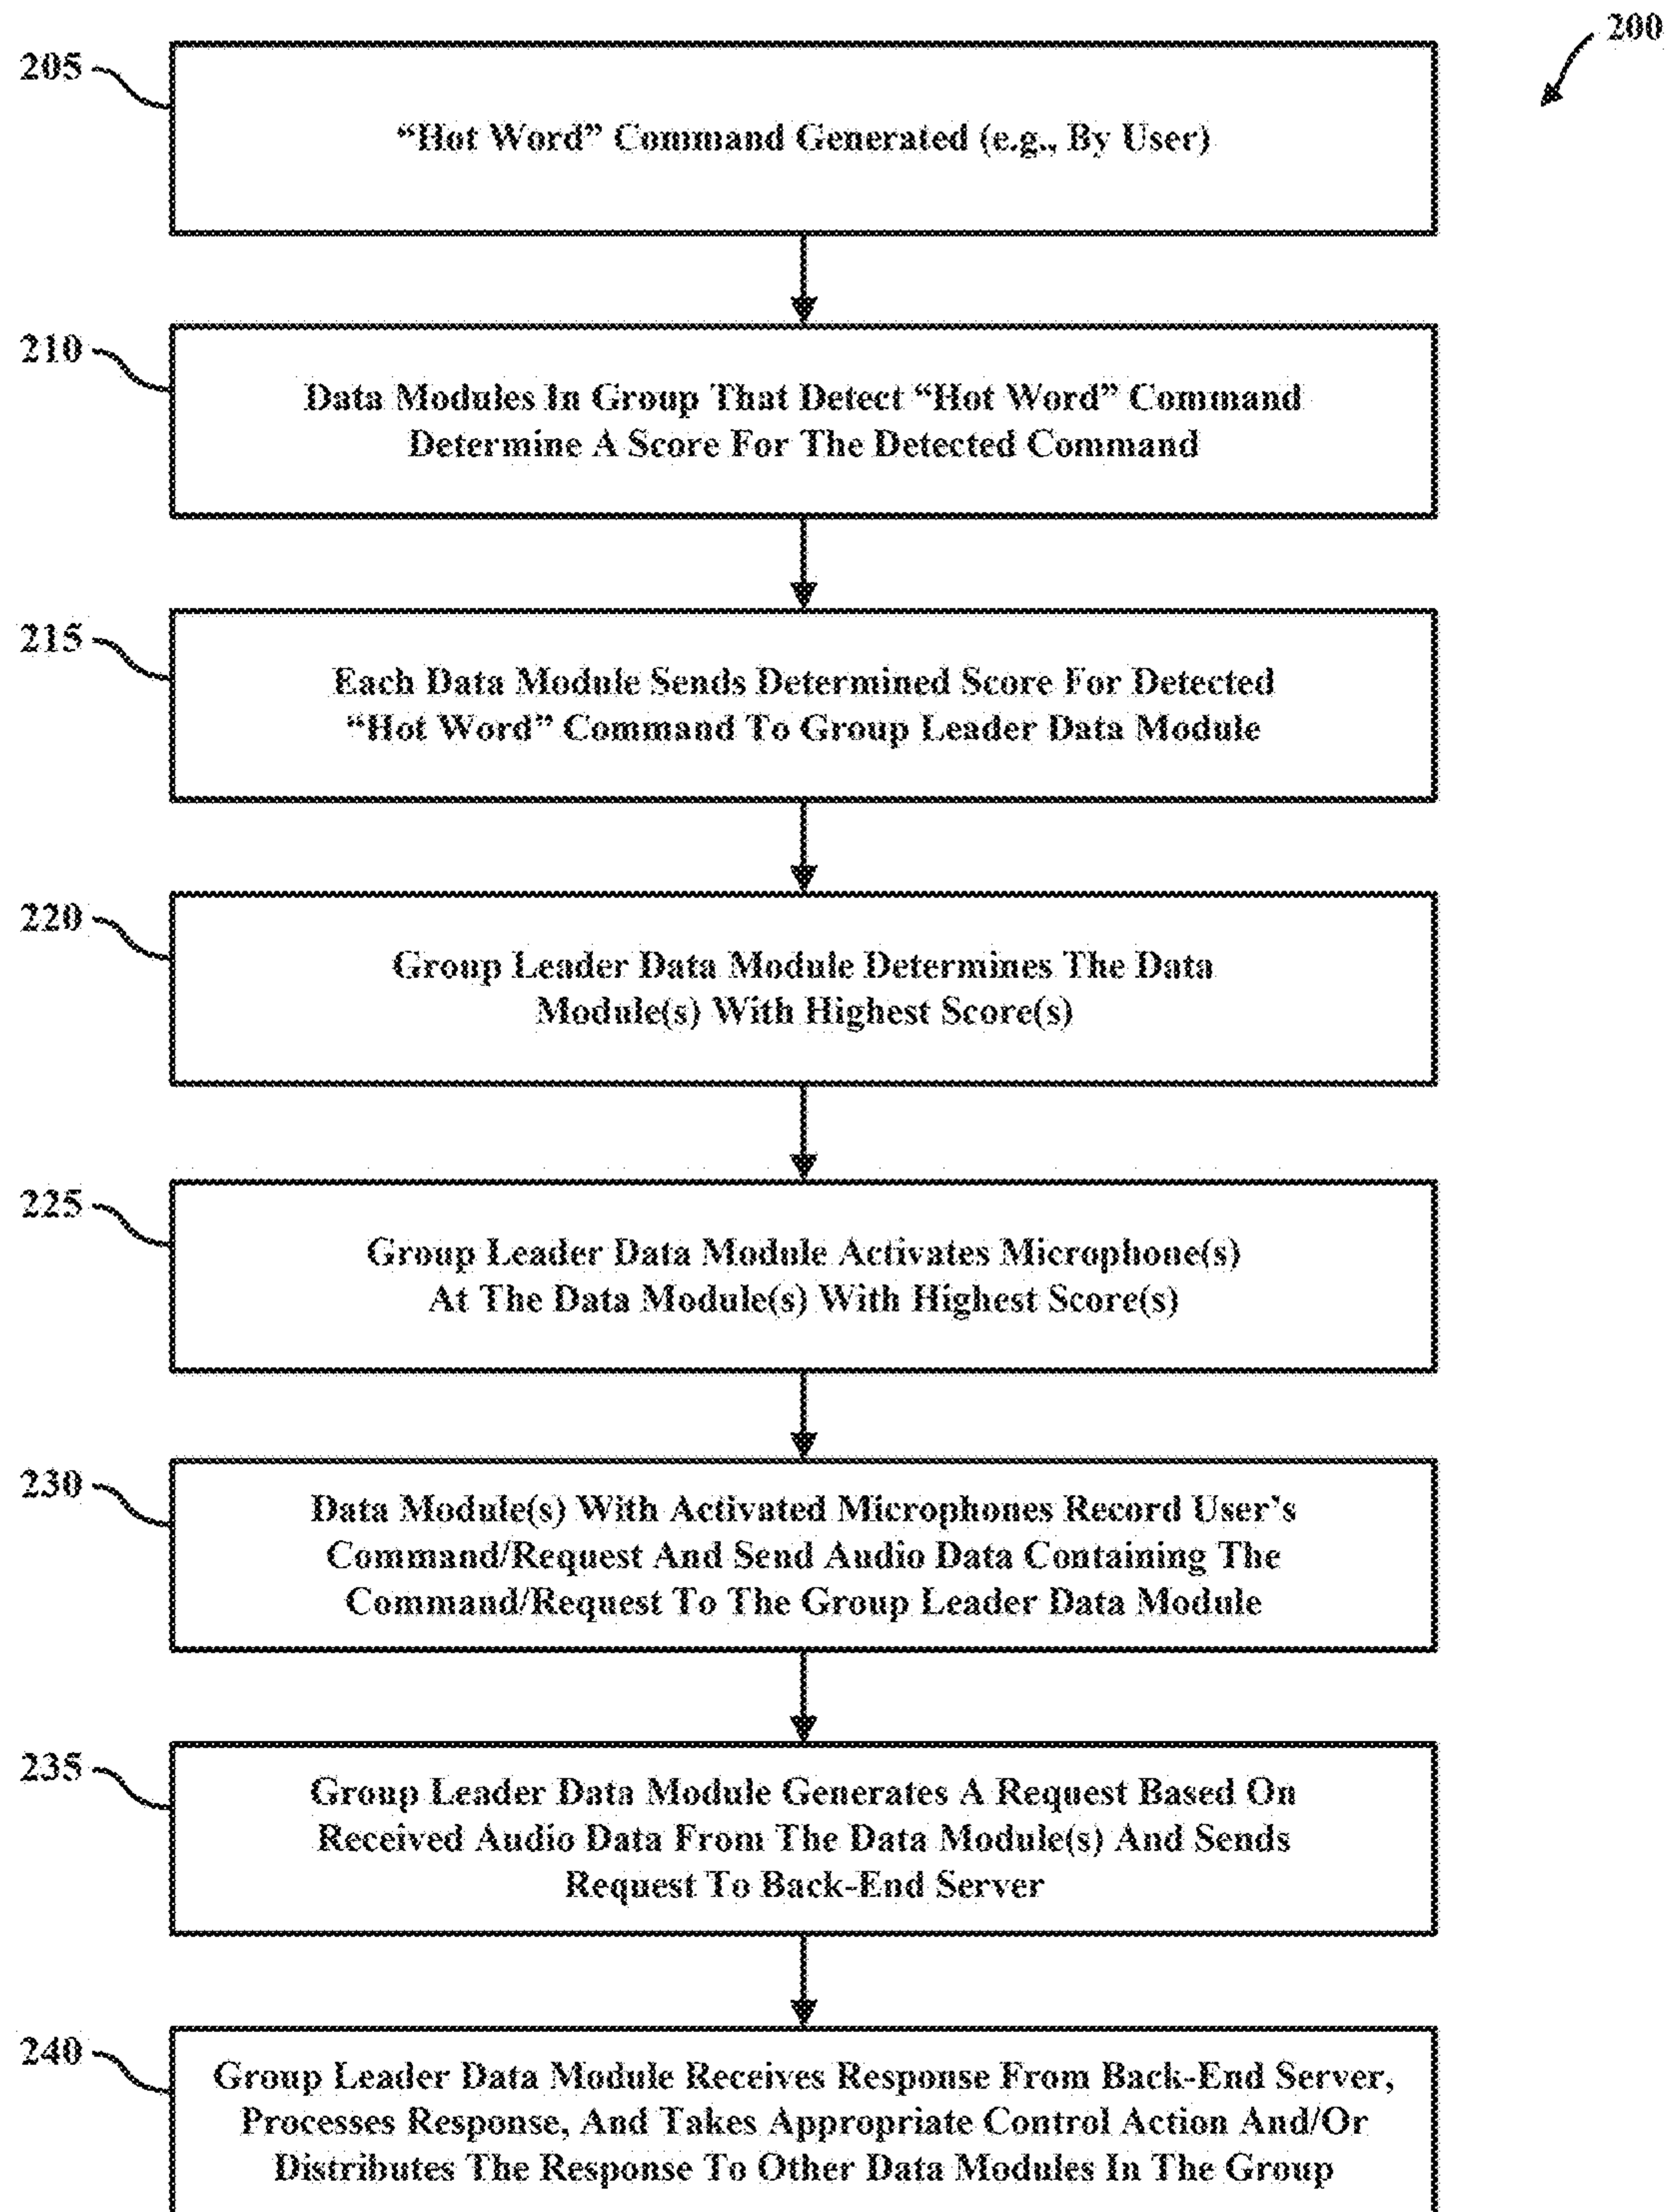 200
205
“Hot Word” Command Generated (e.g., By User)
210
Data Modules In Group That Detect “Hot Word” Command
Determine A Score For The Detected Command
215
Each Data Module Sends Determined Score For Detected
“Hot Word” Command To Group Leader Data Module
220
Group Leader Data Module Determines The Data
Module(s) With Highest Score(s)
225
Group Leader Data Module Activates Microphone(s)
At The Data Module(s) With Highest Score(s)
230
Data Module(s) With Activated Microphones Record User’s
Command/Request And Send Audio Data Containing The
Command/Request To The Group Leader Data Module
235
Group Leader Data Module Generates A Request Based On
Received Audio Data From The Data Module(s) And Sends
Request To Back-End Server
240
Group Leader Data Module Receives Response From Back-End Server,
Processes Response, And Takes Appropriate Control Action And/Or
Distributes The Response To Other Data Modules In The Group